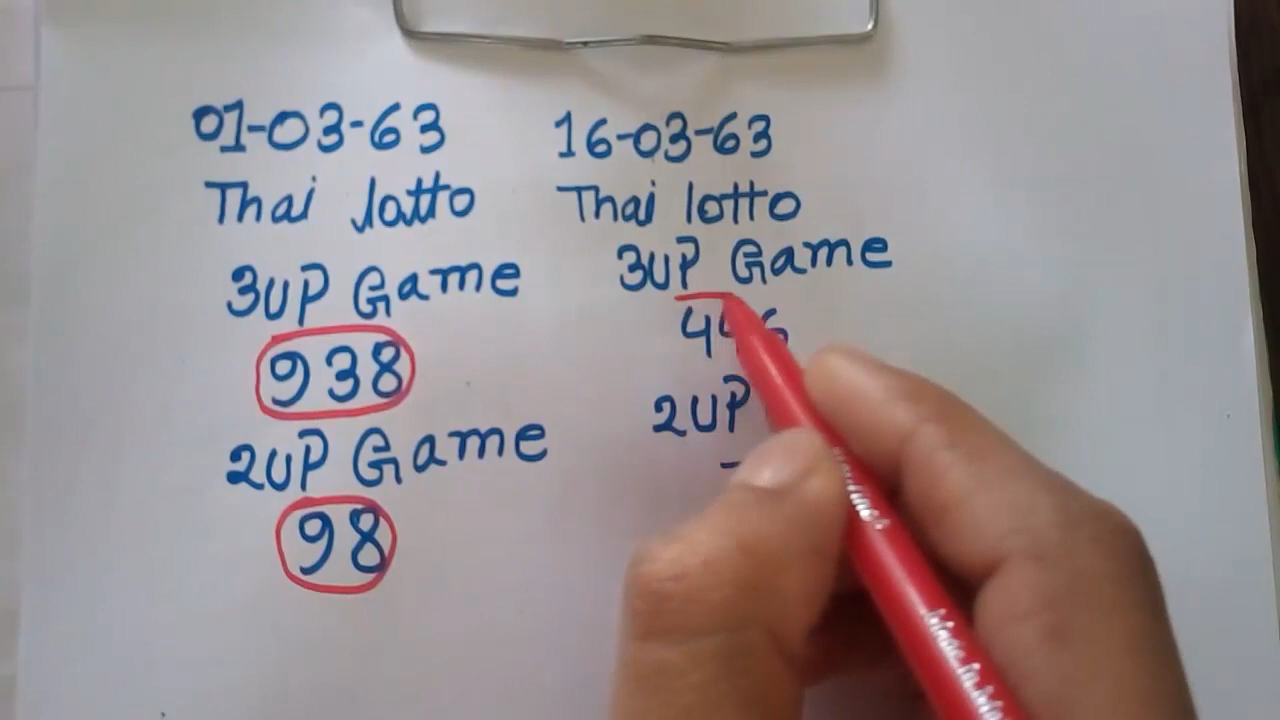 01-03-63
Thai lotto
3UP Game
938
2UP Game
98
16-03-63
Thai lotto
3UP Game
446
2UP